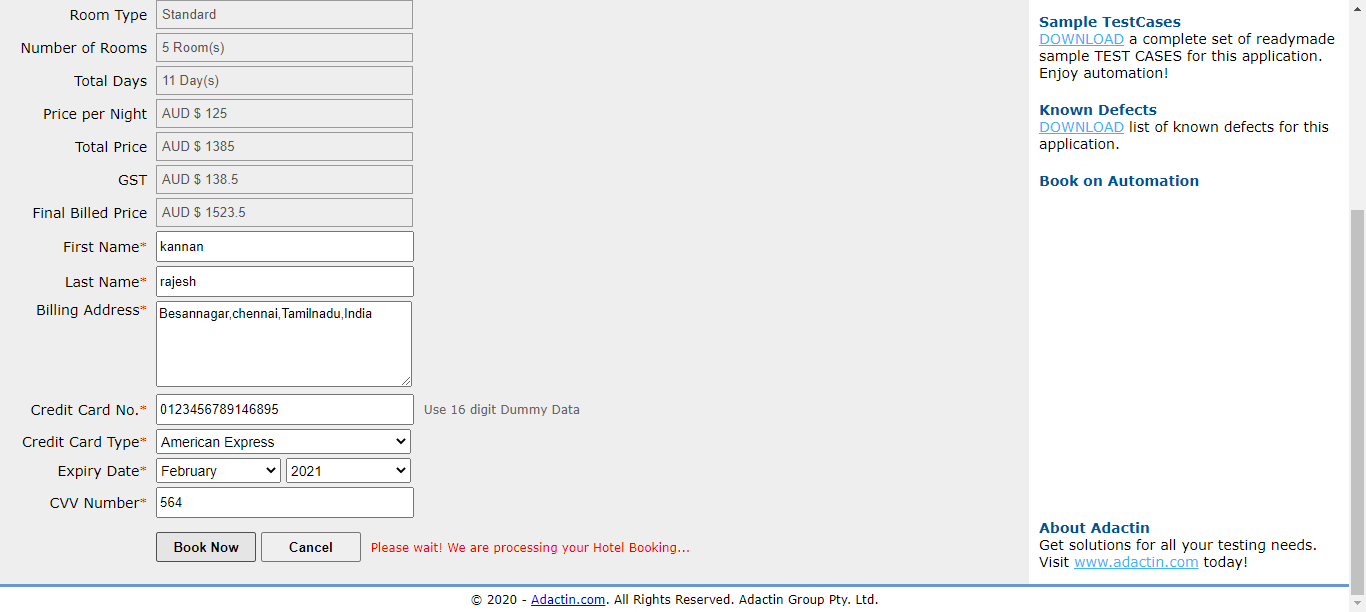 Room Type Standard
Number of Rooms 5 Room(s)
Total Days 11 Day(s)
Price per Night AUD $ 125
Total Price AUD $ 1385
GST AUD $ 138.5
Final Billed Price AUD $ 1523.5
First Name* kannan
Last Name* rajesh
Billing Address* Besannagar,chennai,Tamilnadu,India
Credit Card No.* 0123456789146895 Use 16 digit Dummy Data
Credit Card Type* American Express
Expiry Date* February 2021
CVV Number* 564
Book Now Cancel Please wait! We are processing your Hotel Booking...
Sample TestCases
DOWNLOAD a complete set of readymade
sample TEST CASES for this application.
Enjoy automation!
Known Defects
DOWNLOAD list of known defects for this
application.
Book on Automation
About Adactin
Get solutions for all your testing needs.
Visit www.adactin.com today!
© 2020 - Adactin.com. All Rights Reserved. Adactin Group Pty. Ltd.